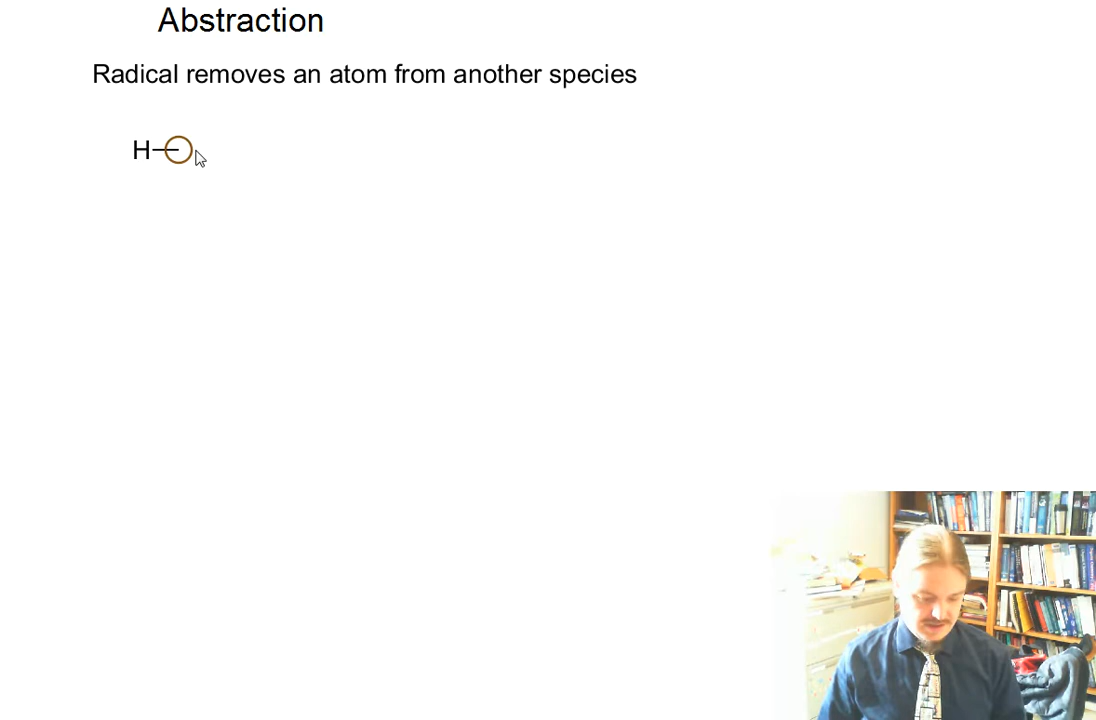 Abstraction
Radical removes an atom from another species
H